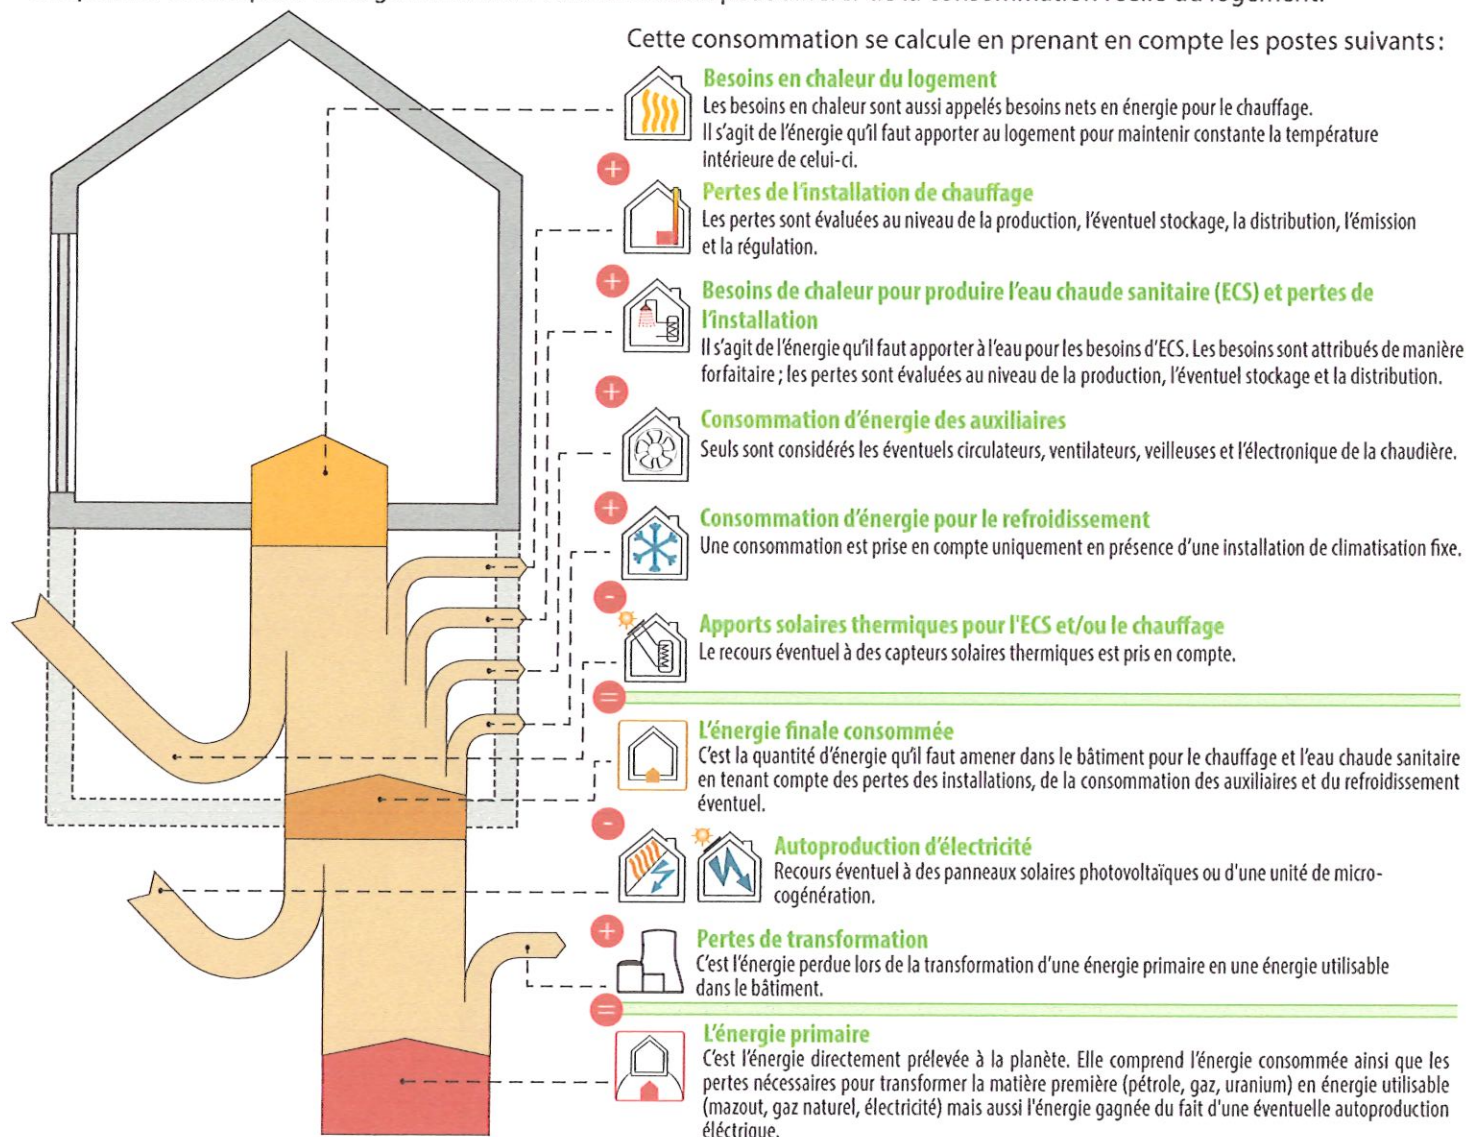 Cette consommation se calcule en prenant en compte les postes suivants:
Besoins en chaleur du logement
Les besoins en chaleur sont aussi appelés besoins nets en énergie pour le chauffage.
Il s'agit de l'énergie qu'il faut apporter au logement pour maintenir constante la température
intérieure de celui-ci.
+
Pertes de l'installation de chauffage
Les pertes sont évaluées au niveau de la production, l'éventuel stockage, la distribution, l'émission
et la régulation.
+
Besoins de chaleur pour produire l'eau chaude sanitaire (ECS) et pertes de
l'installation
Il s'agit de l'énergie qu'il faut apporter à l'eau pour les besoins d'ECS. Les besoins sont attribués de manière
forfaitaire ; les pertes sont évaluées au niveau de la production, l'éventuel stockage et la distribution.
+
Consommation d'énergie des auxiliaires
Seuls sont considérés les éventuels circulateurs, ventilateurs, veilleuses et l'électronique de la chaudière.
+
Consommation d'énergie pour le refroidissement
Une consommation est prise en compte uniquement en présence d'une installation de climatisation fixe.
-
Apports solaires thermiques pour l'ECS et/ou le chauffage
Le recours éventuel à des capteurs solaires thermiques est pris en compte.
=
L'énergie finale consommée
C'est la quantité d'énergie qu'il faut amener dans le bâtiment pour le chauffage et l'eau chaude sanitaire
en tenant compte des pertes des installations, de la consommation des auxiliaires et du refroidissement
éventuel.
-
Autoproduction d'électricité
Recours éventuel à des panneaux solaires photovoltaïques ou d'une unité de micro-
cogénération.
+
Pertes de transformation
C'est l'énergie perdue lors de la transformation d'une énergie primaire en une énergie utilisable
dans le bâtiment.
=
L'énergie primaire
C'est l'énergie directement prélevée à la planète. Elle comprend l'énergie consommée ainsi que les
pertes nécessaires pour transformer la matière première (pétrole, gaz, uranium) en énergie utilisable
(mazout, gaz naturel, électricité) mais aussi l'énergie gagnée du fait d'une éventuelle autoproduction
éléctrique.